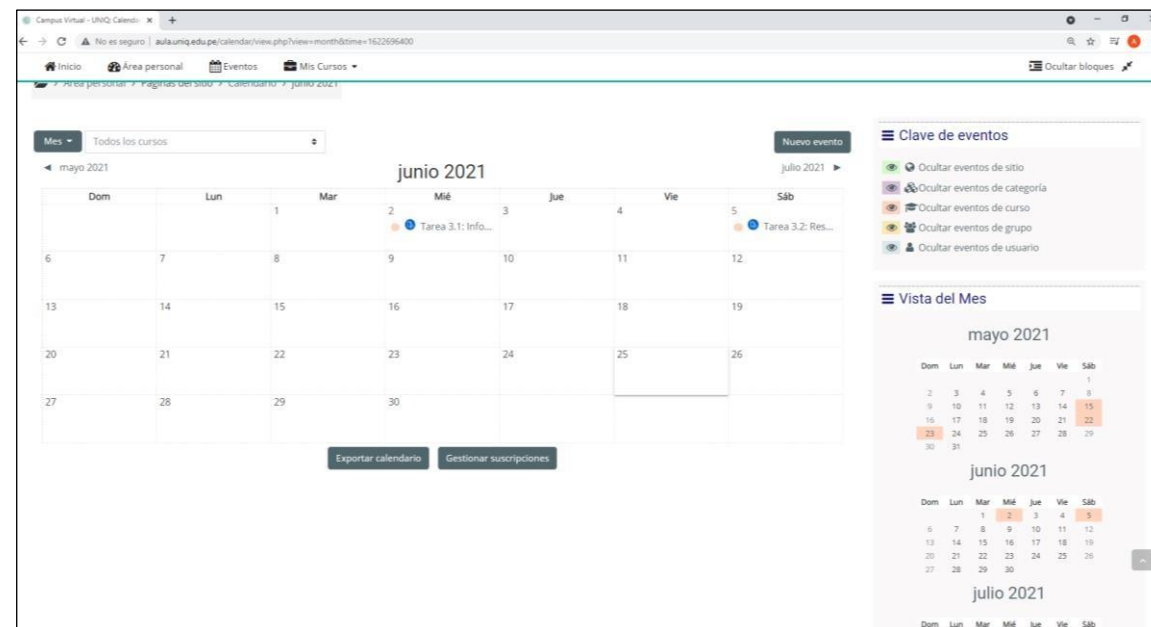 Campus Virtual - UNIQ: Calenda
No es seguro | aula.uniq.edu.pe/calendar/view.php?view=month&time=1622696400
Inicio Área personal Eventos Mis Cursos Ocultar bloques
Área personal > Páginas del sitio > Calendario > junio 2021
Mes Todos los cursos Nuevo evento
mayo 2021 junio 2021 julio 2021
Dom Lun Mar Mié Jue Vie Sáb
1 2 3 4 5
Tarea 3.1: Info... Tarea 3.2: Res...
6 7 8 9 10 11 12
13 14 15 16 17 18 19
20 21 22 23 24 25 26
27 28 29 30
Exportar calendario Gestionar suscripciones
Clave de eventos
Ocultar eventos de sitio
Ocultar eventos de categoría
Ocultar eventos de curso
Ocultar eventos de grupo
Ocultar eventos de usuario
Vista del Mes
mayo 2021
Dom Lun Mar Mié Jue Vie Sáb
1
2 3 4 5 6 7 8
9 10 11 12 13 14 15
16 17 18 19 20 21 22
23 24 25 26 27 28 29
30 31
junio 2021
Dom Lun Mar Mié Jue Vie Sáb
1 2 3 4 5
6 7 8 9 10 11 12
13 14 15 16 17 18 19
20 21 22 23 24 25 26
27 28 29 30
julio 2021
Dom Lun Mar Mié Jue Vie Sáb